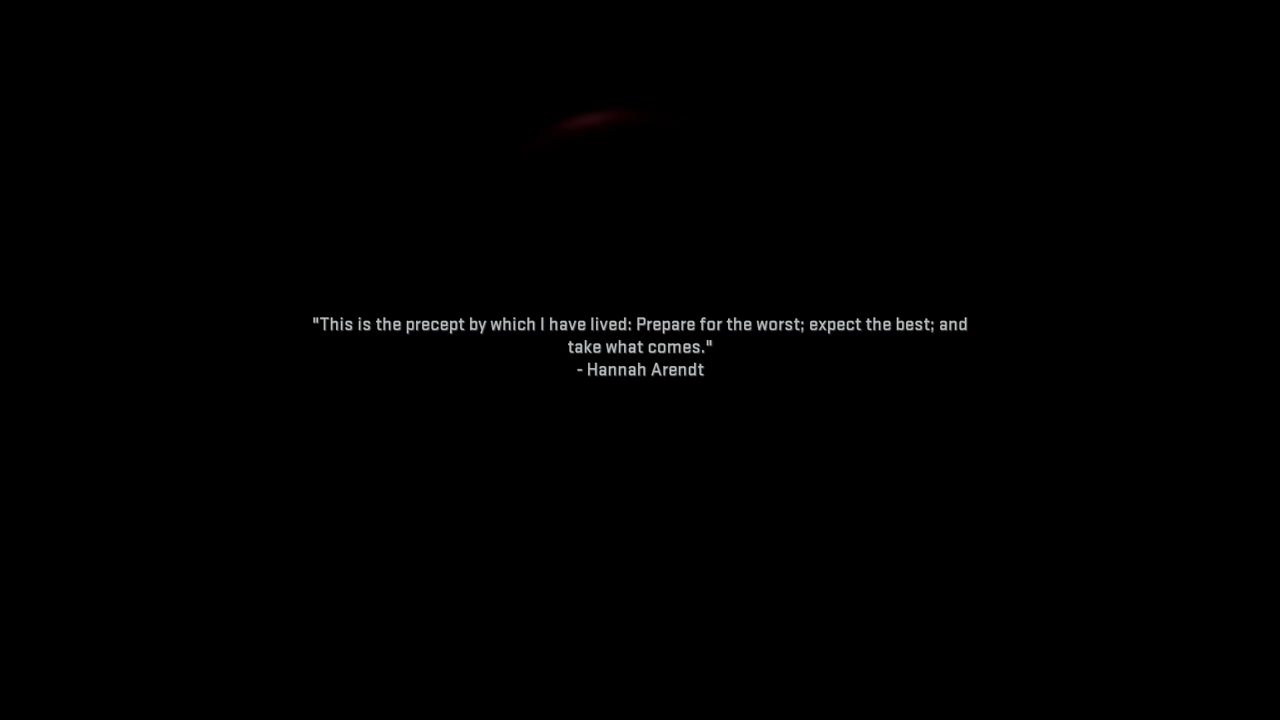 "This is the precept by which I have lived: Prepare for the worst; expect the best; and
take what comes."
- Hannah Arendt